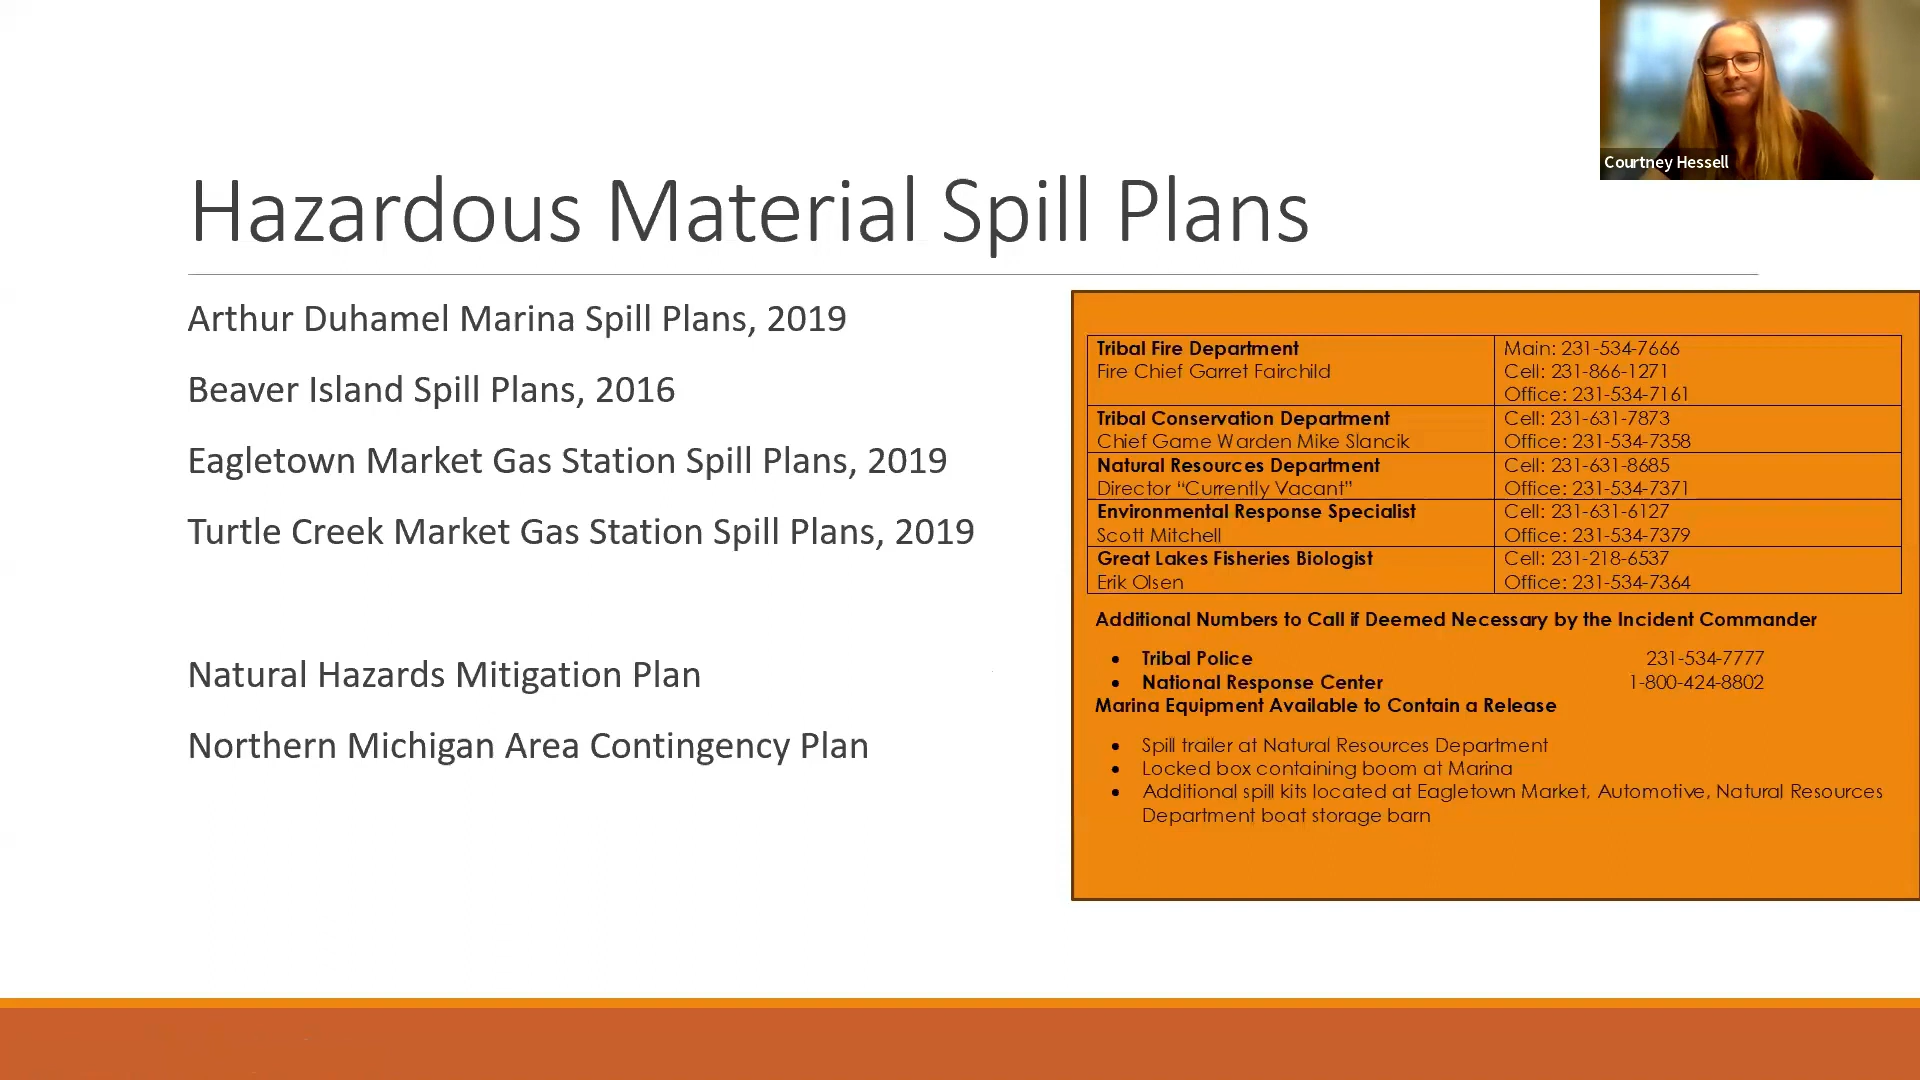 Courtney Hessell
Hazardous Material Spill Plans
Arthur Duhamel Marina Spill Plans, 2019
Beaver Island Spill Plans, 2016
Eagletown Market Gas Station Spill Plans, 2019
Turtle Creek Market Gas Station Spill Plans, 2019
Natural Hazards Mitigation Plan
Northern Michigan Area Contingency Plan
Tribal Fire Department
Fire Chief Garret Fairchild
Main: 231-534-7666
Cell: 231-866-1271
Office: 231-534-7161
Tribal Conservation Department
Chief Game Warden Mike Slancik
Cell: 231-631-7873
Office: 231-534-7358
Natural Resources Department
Director “Currently Vacant”
Cell: 231-631-8685
Office: 231-534-7371
Environmental Response Specialist
Scott Mitchell
Cell: 231-631-6127
Office: 231-534-7379
Great Lakes Fisheries Biologist
Erik Olsen
Cell: 231-218-6537
Office: 231-534-7364
Additional Numbers to Call if Deemed Necessary by the Incident Commander
• Tribal Police 231-534-7777
• National Response Center 1-800-424-8802
Marina Equipment Available to Contain a Release
• Spill trailer at Natural Resources Department
• Locked box containing boom at Marina
• Additional spill kits located at Eagletown Market, Automotive, Natural Resources
Department boat storage barn